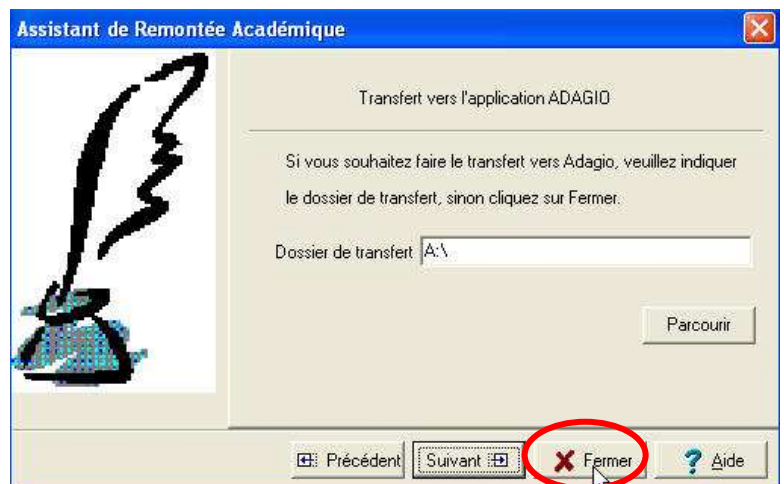 Assistant de Remontée Académique
Transfert vers l'application ADAGIO
Si vous souhaitez faire le transfert vers Adagio, veuillez indiquer
le dossier de transfert, sinon cliquez sur Fermer.
Dossier de transfert A:\
Parcourir
Précédent Suivant Fermer ? Aide